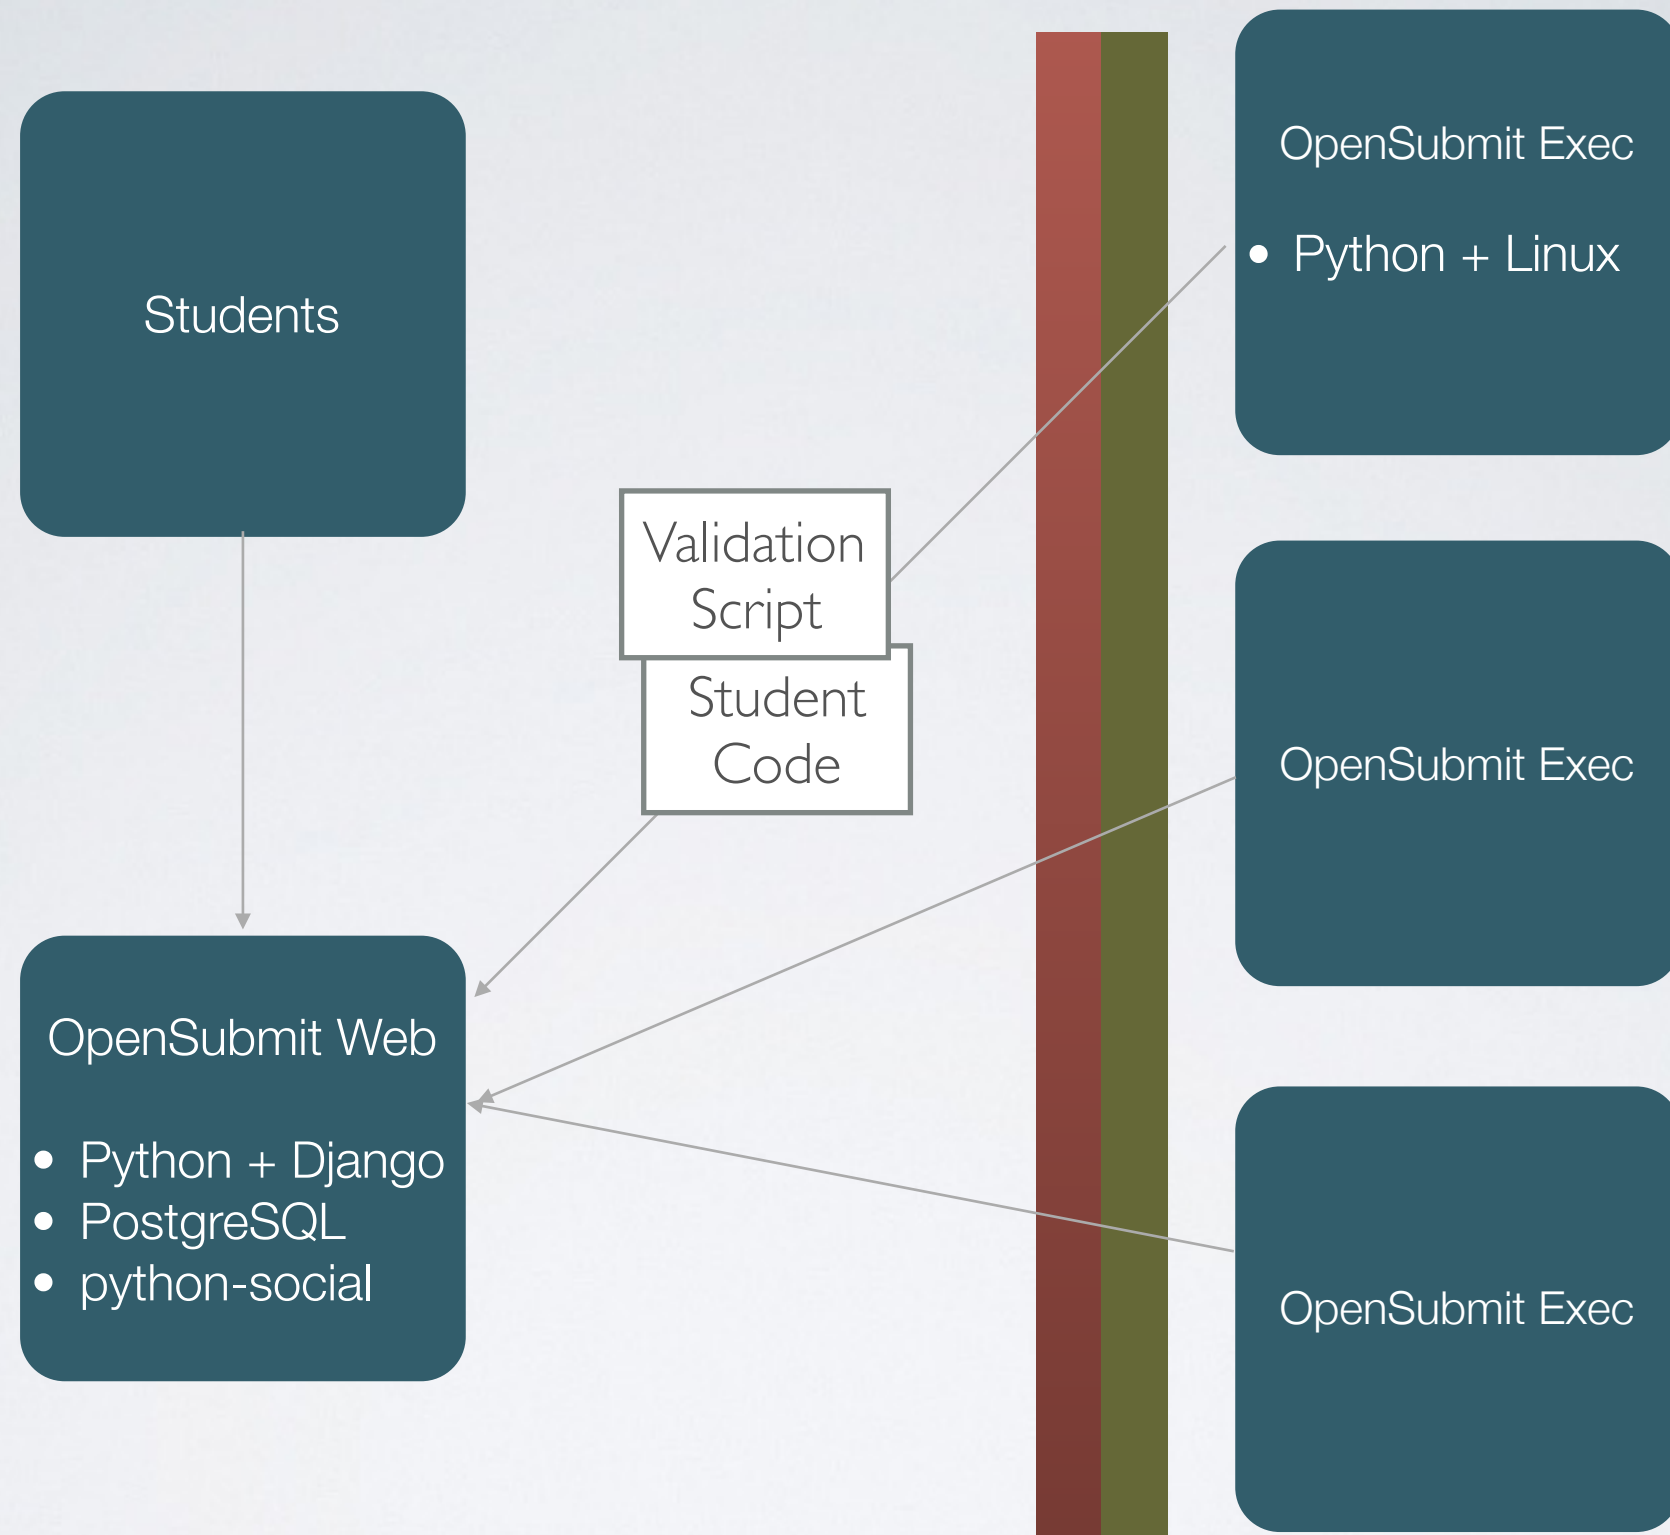 Students
OpenSubmit Web
• Python + Django
• PostgreSQL
• python-social
Validation
Script
Student
Code
OpenSubmit Exec
• Python + Linux
OpenSubmit Exec
OpenSubmit Exec